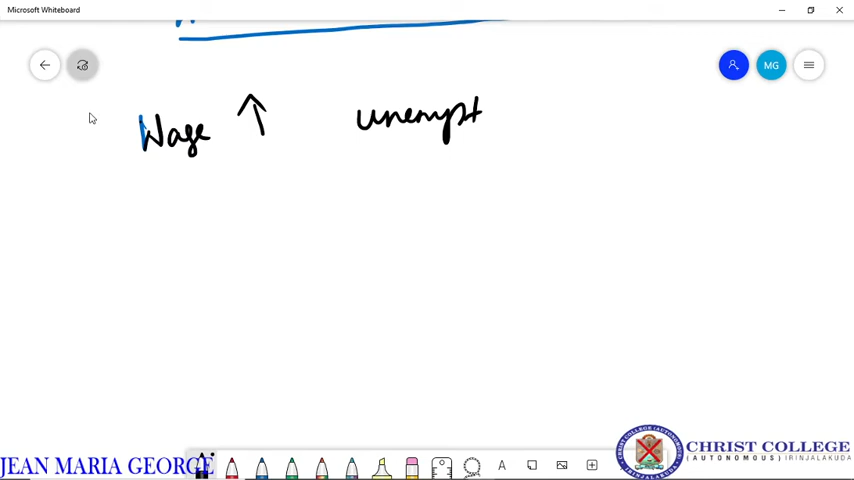 Microsoft Whiteboard
MG
Wage ↑ unempt
A
JEAN MARIA GEORGE
CHRIST COLLEGE
(AUTONOMOUS) IRINJALAKUDA